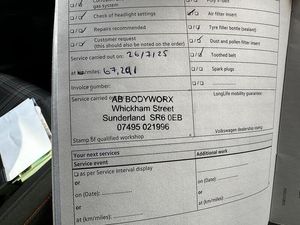 gas system
Check of headlight settings
Air filter insert
Repairs recommended
Tyre filler bottle (sealant)
Customer request
(this should also be noted on the order)
Dust and pollen filter insert
Service carried out on: 26/7/25
Toothed belt
at km/miles: 67,291
Spark plugs
Invoice number:
LongLife mobility guarantee
Service carried out
AB BODYWORX
Whickham Street
Sunderland SR6 0EB
07495 021996
Stamp of qualified workshop
Volkswagen dealership stamp
Your next services
Service event
Additional work
as per Service Interval display
or
on (Date):
or
at (km/miles):
or
on (Date):
or
at (km/miles):